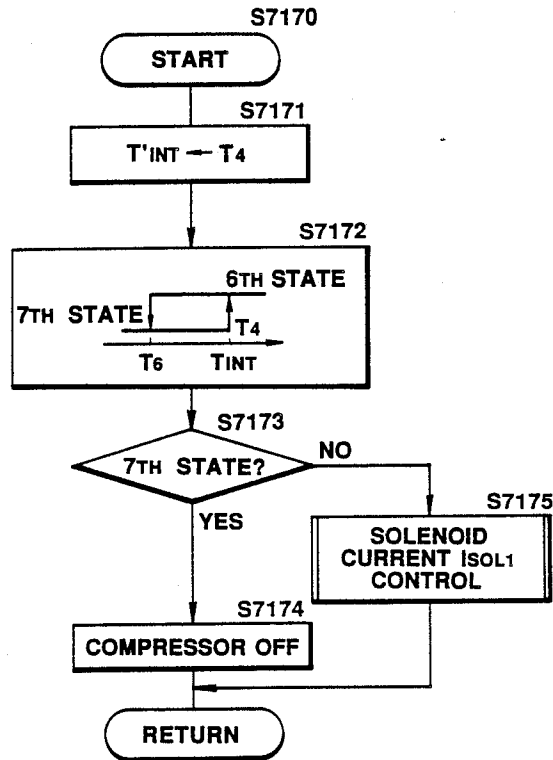 S7170
START
S7171
T'INT ← T4
S7172
6TH STATE
7TH STATE
T4
T6 TINT
S7173
7TH STATE?
NO
YES
S7175
SOLENOID
CURRENT ISOL1
CONTROL
S7174
COMPRESSOR OFF
RETURN